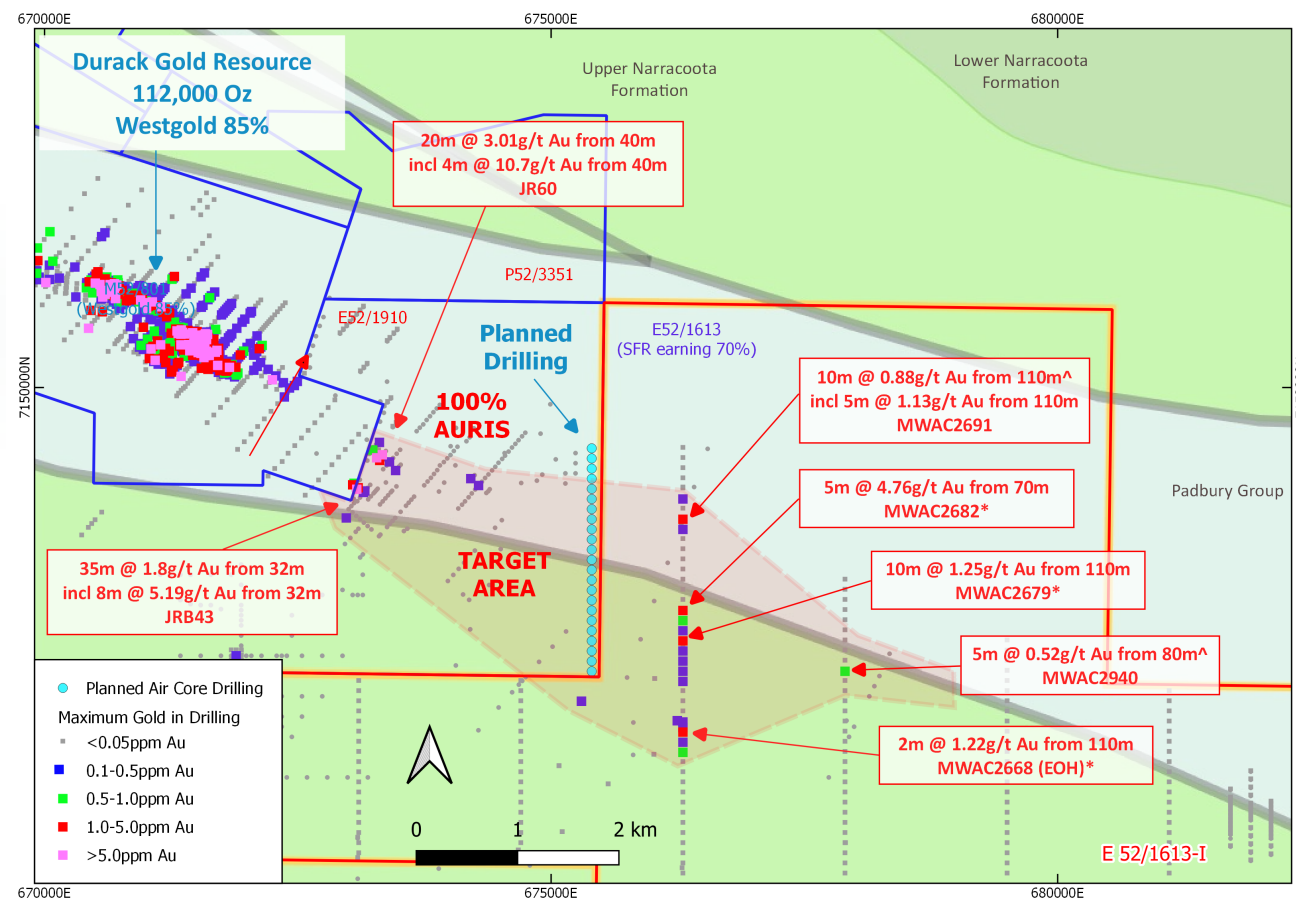 670000E
675000E
680000E
Durack Gold Resource
112,000 Oz
Westgold 85%
Upper Narracoota
Formation
Lower Narracoota
Formation
20m @ 3.01g/t Au from 40m
incl 4m @ 10.7g/t Au from 40m
JR60
P52/3351
M52/601
(Westgold 85%)
E52/1910
Planned
Drilling
E52/1613
(SFR earning 70%)
7150000N
100%
AURIS
10m @ 0.88g/t Au from 110m^
incl 5m @ 1.13g/t Au from 110m
MWAC2691
5m @ 4.76g/t Au from 70m
MWAC2682*
Padbury Group
TARGET
AREA
35m @ 1.8g/t Au from 32m
incl 8m @ 5.19g/t Au from 32m
JRB43
10m @ 1.25g/t Au from 110m
MWAC2679*
5m @ 0.52g/t Au from 80m^
MWAC2940
2m @ 1.22g/t Au from 110m
MWAC2668 (EOH)*
Planned Air Core Drilling
Maximum Gold in Drilling
<0.05ppm Au
0.1-0.5ppm Au
0.5-1.0ppm Au
1.0-5.0ppm Au
>5.0ppm Au
0 1 2 km
E 52/1613-I
670000E
675000E
680000E